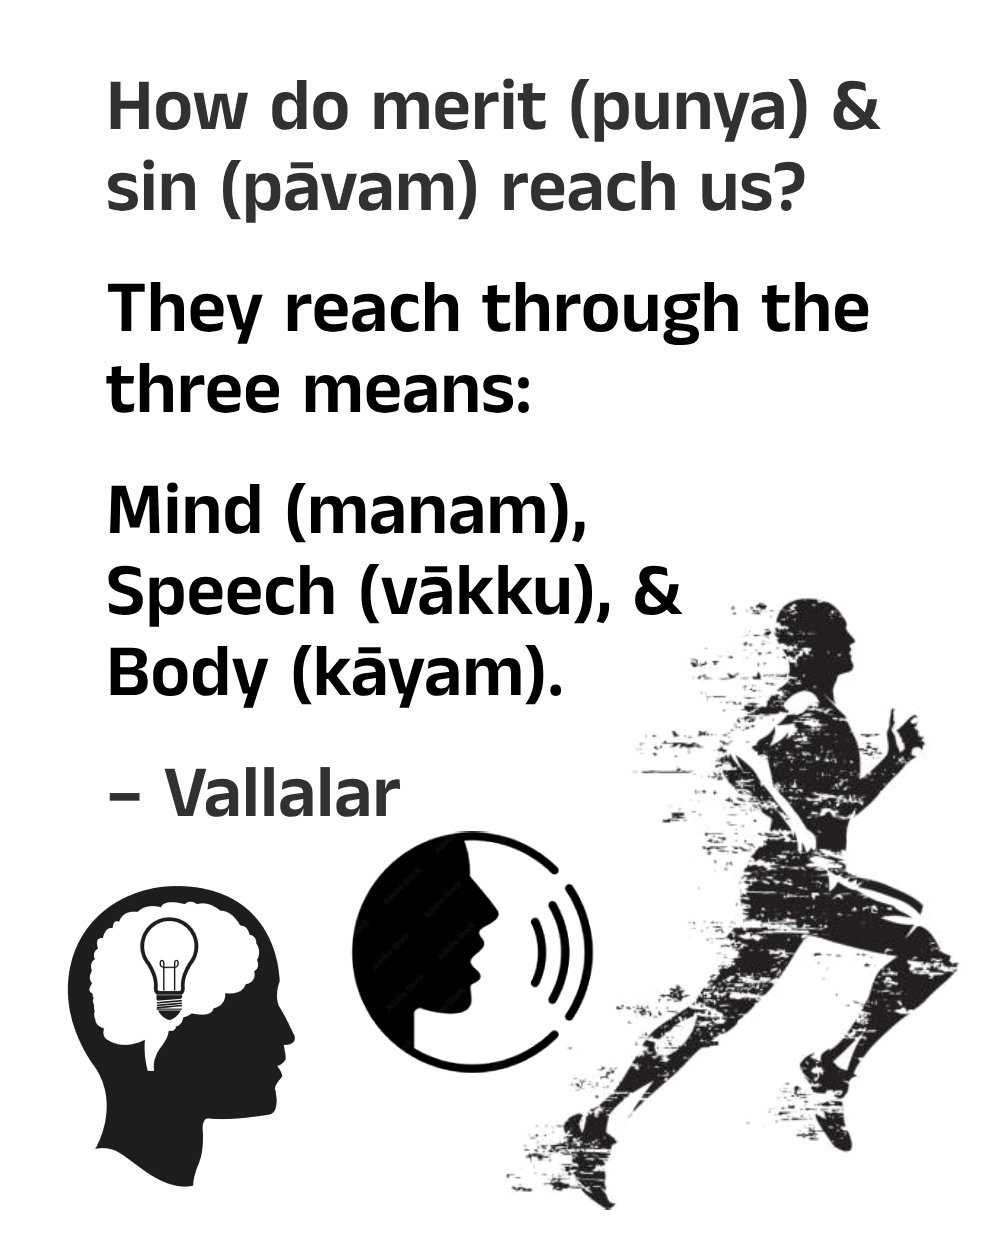 How do merit (punya) &
sin (pāvam) reach us?
They reach through the
three means:
Mind (manam),
Speech (vākku), &
Body (kāyam).
– Vallalar